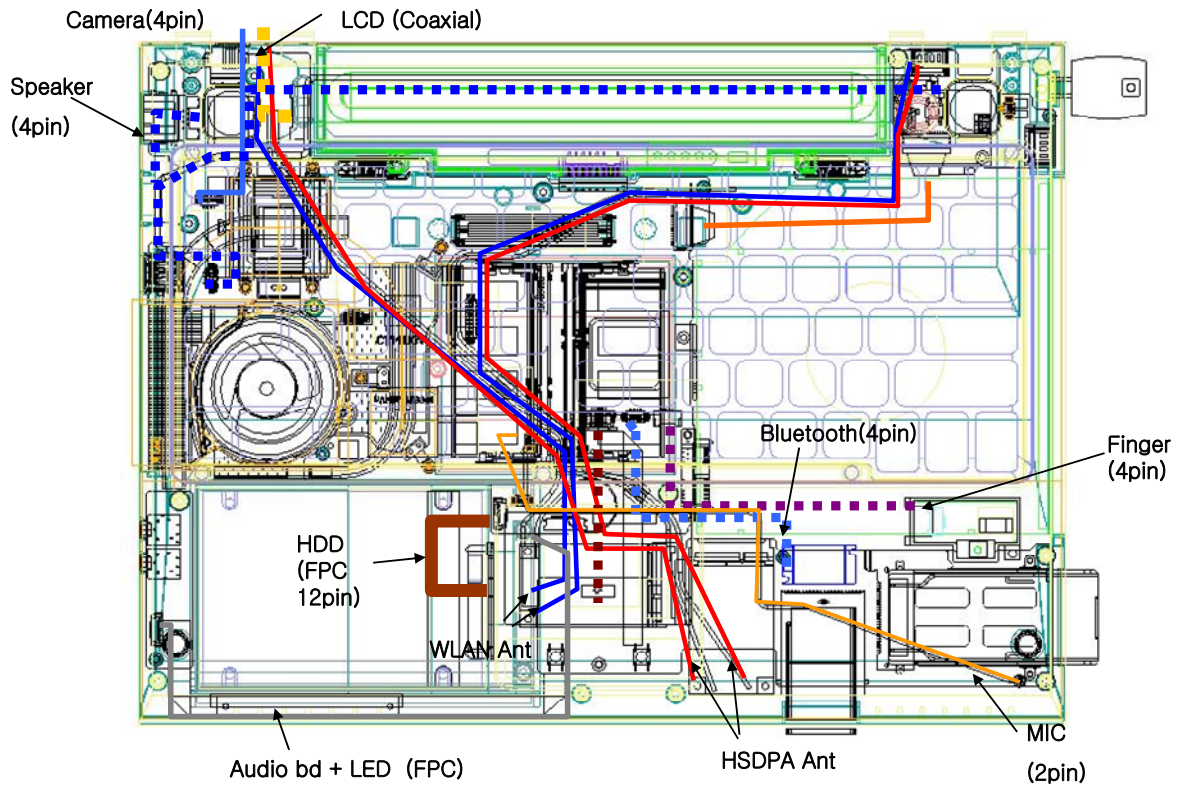 Camera(4pin)
LCD (Coaxial)
Speaker
(4pin)
Bluetooth(4pin)
Finger
(4pin)
HDD
(FPC
12pin)
WLAN Ant
HSDPA Ant
MIC
(2pin)
Audio bd + LED (FPC)